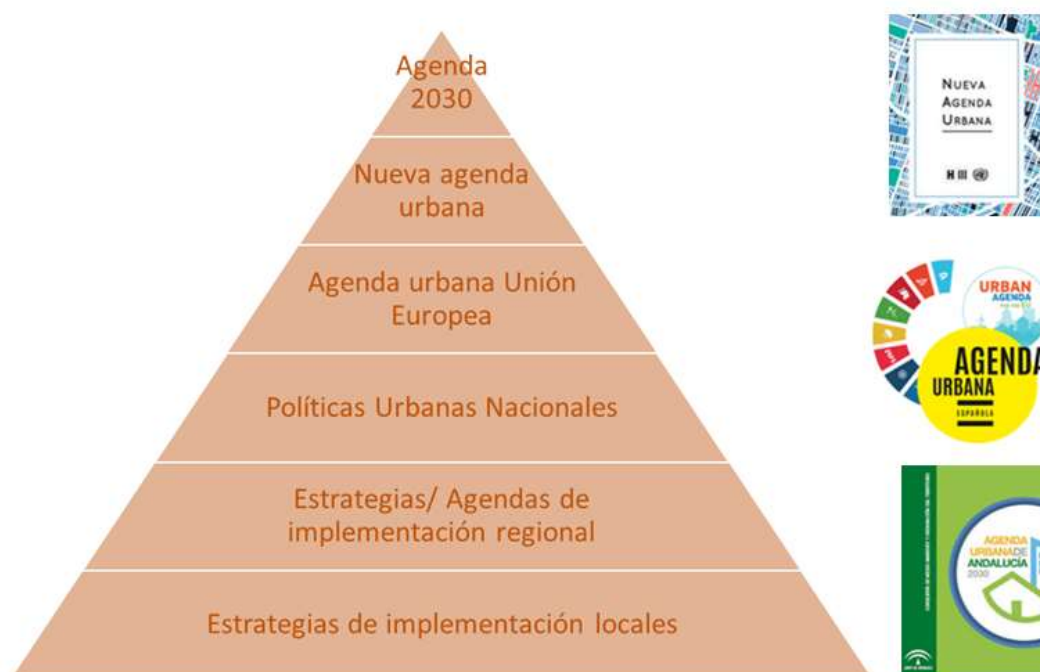 Agenda
2030
Nueva agenda
urbana
Agenda urbana Unión
Europea
Políticas Urbanas Nacionales
Estrategias/ Agendas de
implementación regional
Estrategias de implementación locales
NUEVA
AGENDA
URBANA
H III
URBAN
AGENDA
AGENDA
URBANA
ESPAÑOLA
AGENDA
URBANA DE
ANDALUCÍA
2030